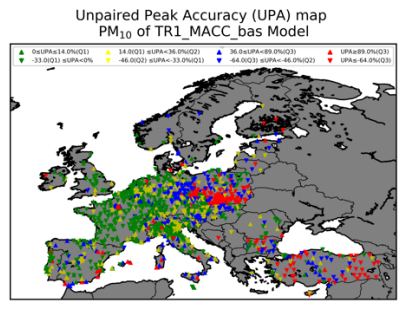 Unpaired Peak Accuracy (UPA) map
PM₁₀ of TR1_MACC_bas Model
0≤UPA≤14.0%(Q1) 14.0(Q1) ≤UPA<36.0%(Q2) 36.0≤UPA<89.0%(Q3) UPA≥89.0%(Q3)
-33.0(Q1) ≤UPA<0% -46.0(Q2) ≤UPA<-33.0%(Q1) -64.0(Q3) ≤UPA<-46.0%(Q2) UPA≤-64.0%(Q3)